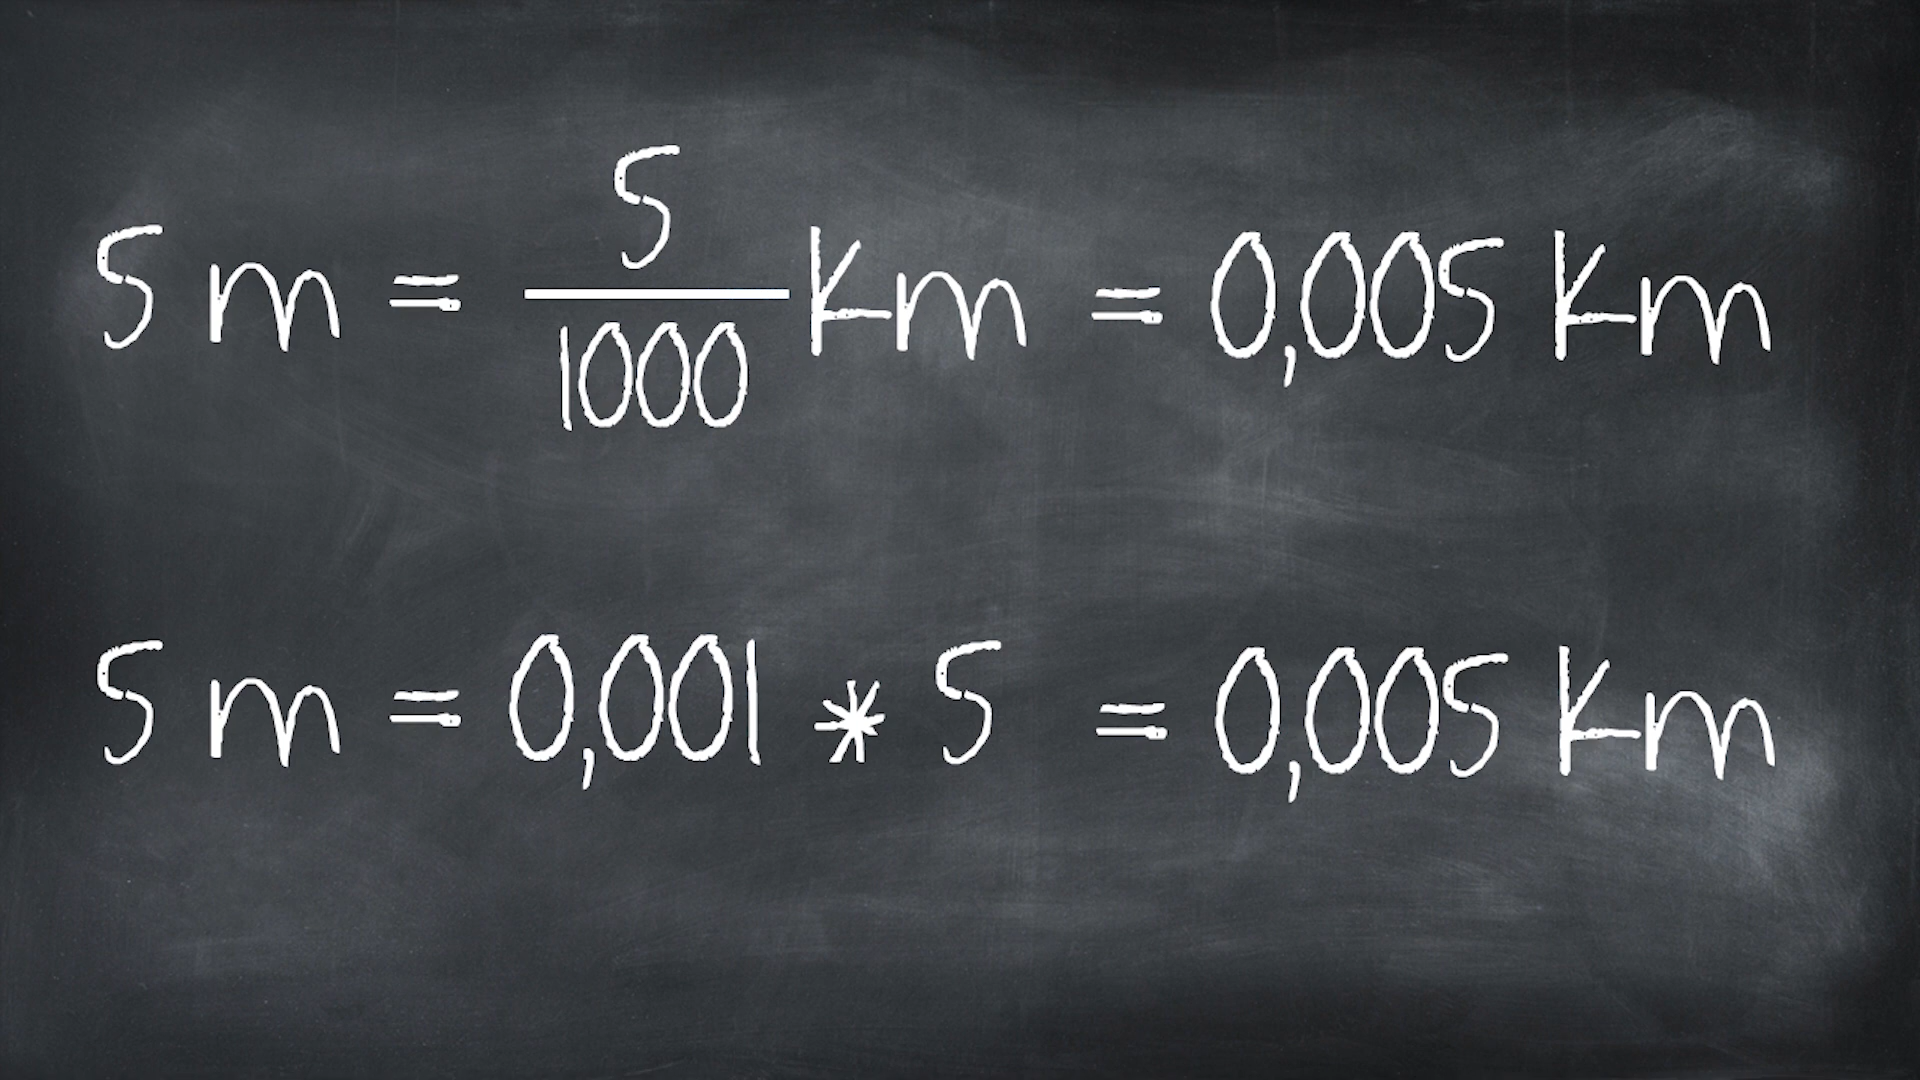 5 m = 5/1000 km = 0,005 km
5 m = 0,001 * 5 = 0,005 km